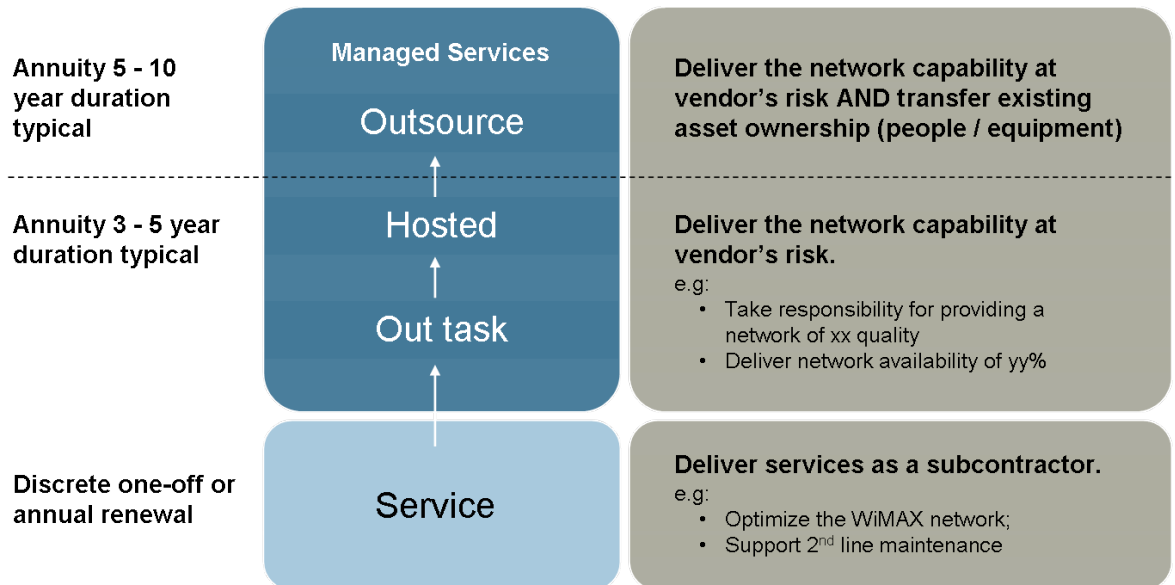 Annuity 5 - 10
year duration
typical
Managed Services
Outsource
Deliver the network capability at
vendor’s risk AND transfer existing
asset ownership (people / equipment)
Annuity 3 - 5 year
duration typical
Hosted
Out task
Deliver the network capability at
vendor’s risk.
e.g:
• Take responsibility for providing a
network of xx quality
• Deliver network availability of yy%
Discrete one-off or
annual renewal
Service
Deliver services as a subcontractor.
e.g:
• Optimize the WiMAX network;
• Support 2nd line maintenance